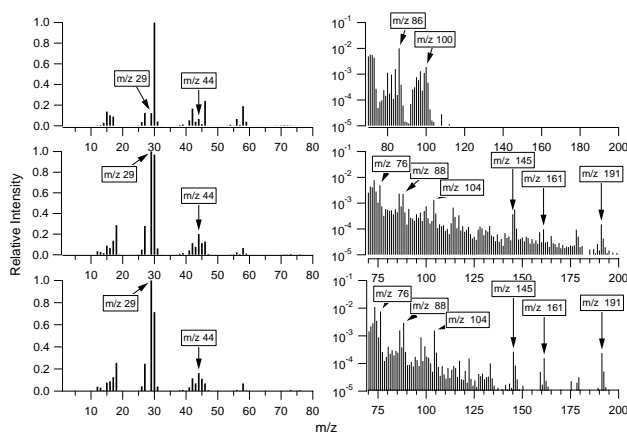 1.0
0.8
0.6
0.4
0.2
0.0
m/z 29
m/z 44
10 20 30 40 50 60 70 80
10-1
10-2
10-3
10-4
10-5
m/z 86
m/z 100
80 100 120 140 160 180 200
Relative Intensity
1.0
0.8
0.6
0.4
0.2
0.0
m/z 29
m/z 44
10 20 30 40 50 60 70 80
10-1
10-2
10-3
10-4
10-5
m/z 76
m/z 88
m/z 104
m/z 145
m/z 161
m/z 191
75 100 125 150 175 200
1.0
0.8
0.6
0.4
0.2
0.0
m/z 29
m/z 44
10 20 30 40 50 60 70 80
10-1
10-2
10-3
10-4
10-5
m/z 76
m/z 88
m/z 104
m/z 145
m/z 161
m/z 191
75 100 125 150 175 200
m/z